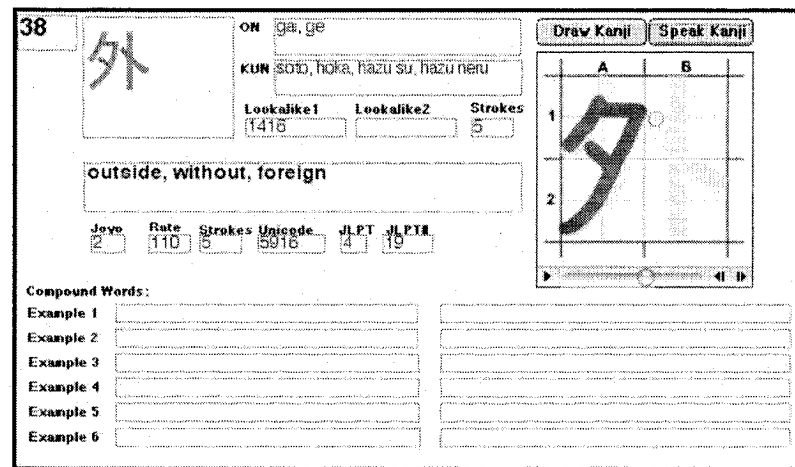 38
外
ON gai, ge
KUN soto, hoka, hazu su, hazu neru
Lookalike1 Lookalike2 Strokes
1416 5
outside, without, foreign
Joyo Rate Strokes Unicode JLPT JLPT#
2 110 5 5916 4 19
Draw Kanji Speak Kanji
A B
1
2
Compound Words:
Example 1
Example 2
Example 3
Example 4
Example 5
Example 6